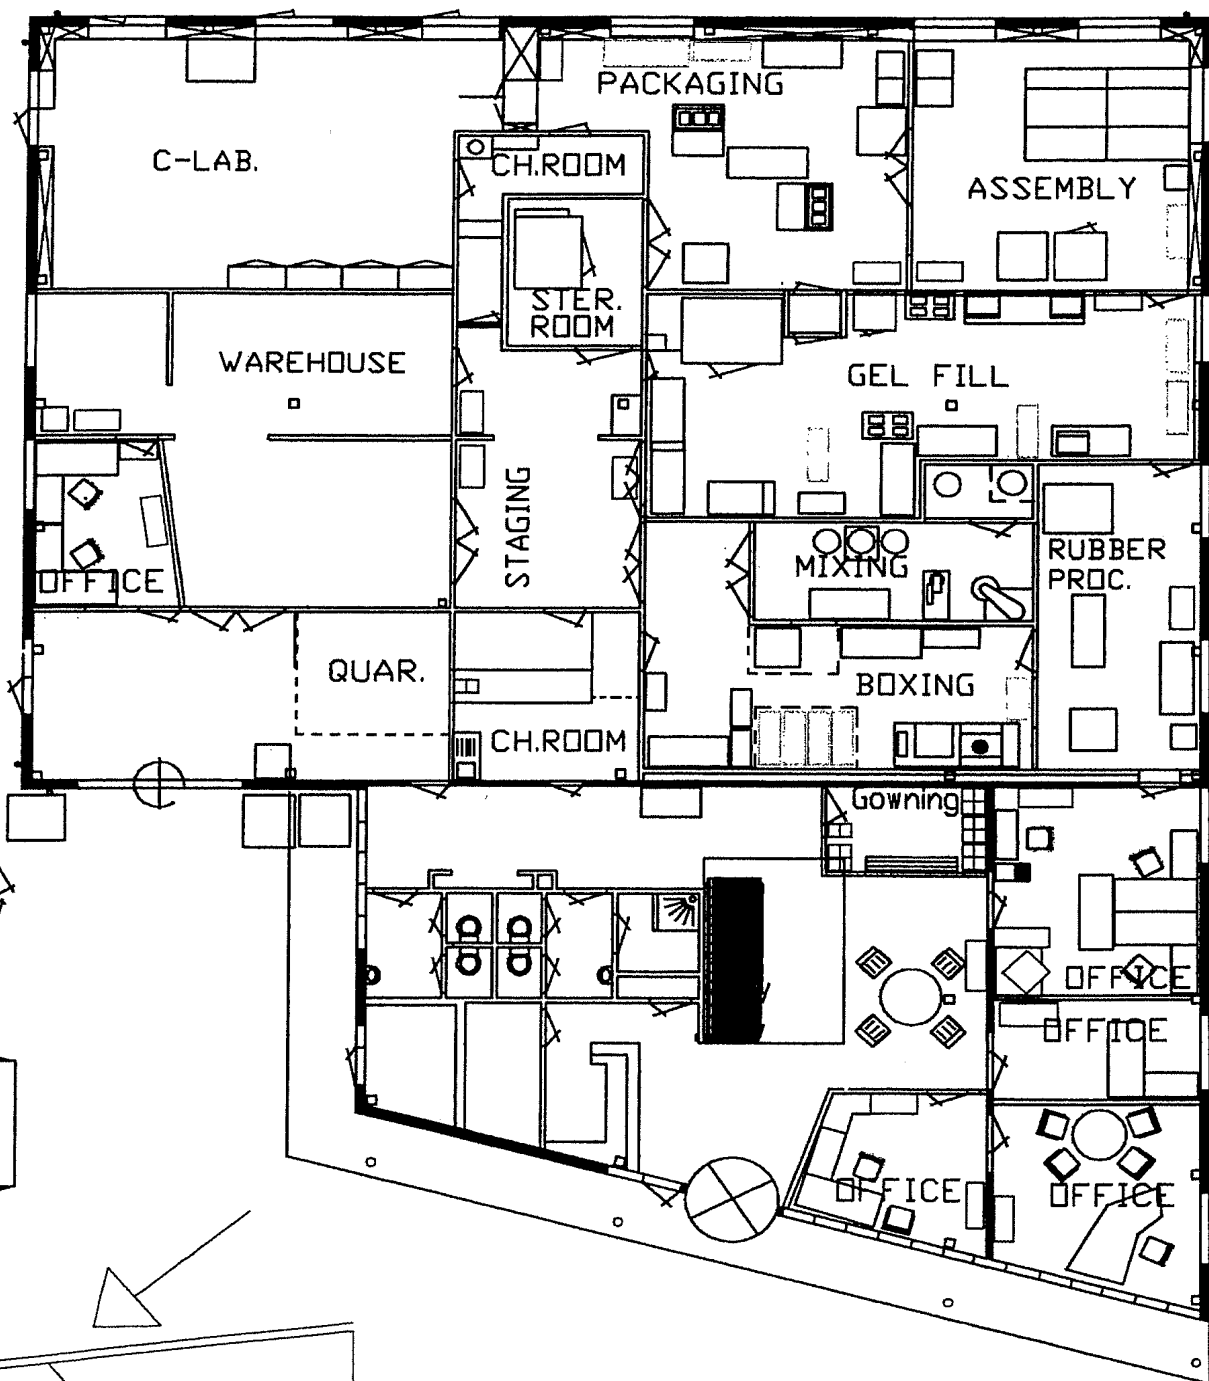 PACKAGING
C-LAB.
CH.ROOM
ASSEMBLY
STER.
ROOM
WAREHOUSE
GEL FILL
STAGING
OFFICE
MIXING
RUBBER
PROC.
QUAR.
BOXING
CH.ROOM
Gowning
OFFICE
OFFICE
OFFICE
OFFICE